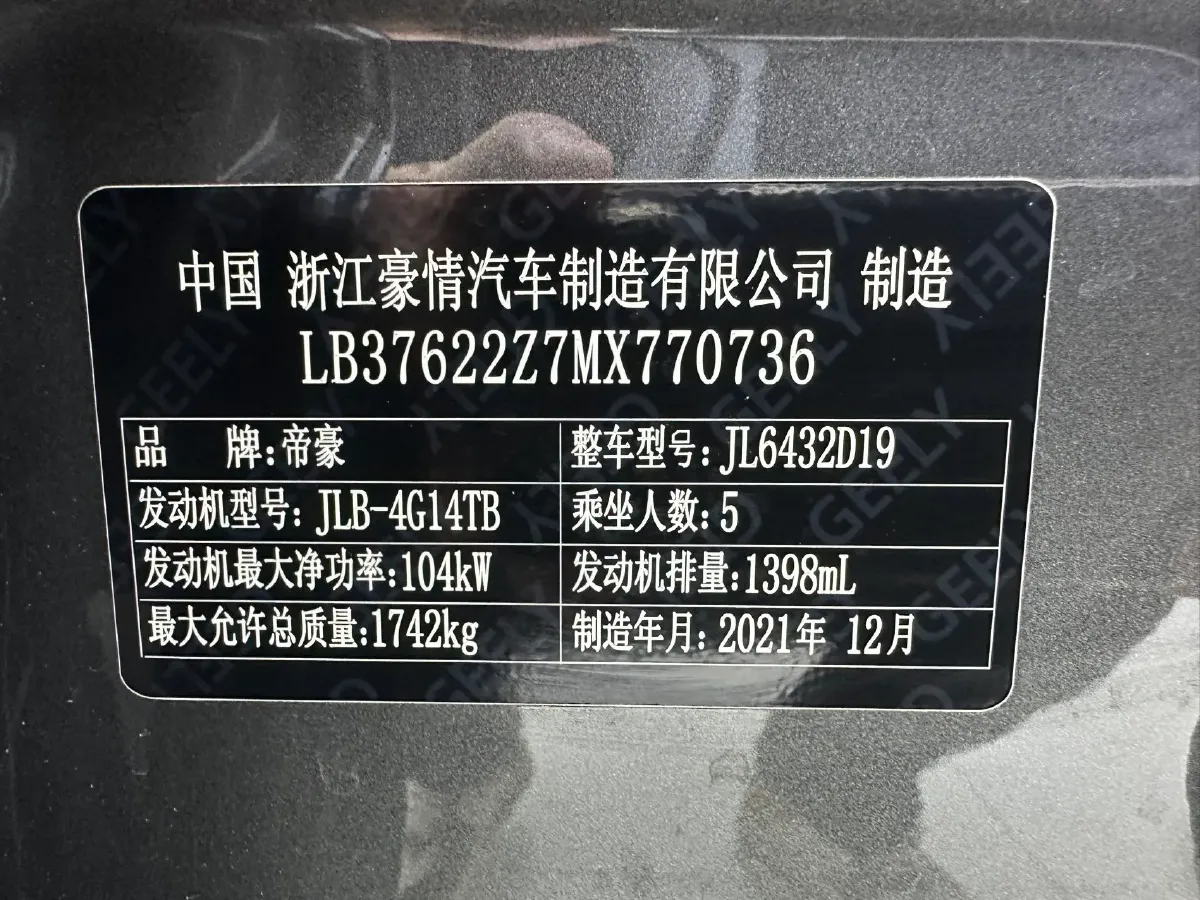 中国 浙江豪情汽车制造有限公司 制造
LB37622Z7MX770736
品 牌:帝豪 整车型号:JL6432D19
发动机型号:JLB-4G14TB 乘坐人数:5
发动机最大净功率:104kW 发动机排量:1398mL
最大允许总质量:1742kg 制造年月:2021年 12月